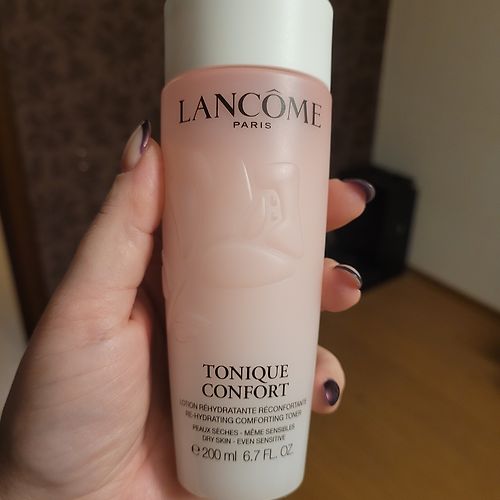 LANCÔME
PARIS
TONIQUE
CONFORT
LOTION RÉHYDRATANTE RÉCONFORTANTE
RE-HYDRATING COMFORTING TONER
PEAUX SÈCHES - MÊME SENSIBLES
DRY SKIN - EVEN SENSITIVE
e 200 ml 6.7 FL. OZ.